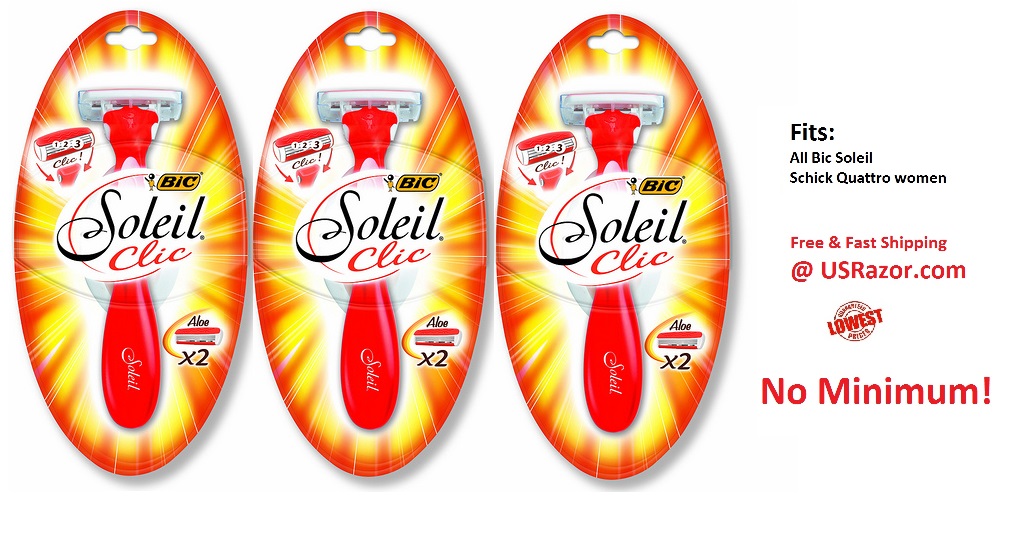 1 2 3
Clic!
BiC
Soleil®
Clic
Aloe
x2
Soleil
1 2 3
Clic!
BiC
Soleil®
Clic
Aloe
x2
Soleil
1 2 3
Clic!
BiC
Soleil®
Clic
Aloe
x2
Soleil
Fits:
All Bic Soleil
Schick Quattro women
Free & Fast Shipping
@ USRazor.com
GUARANTEED
LOWEST
PRICES
No Minimum!